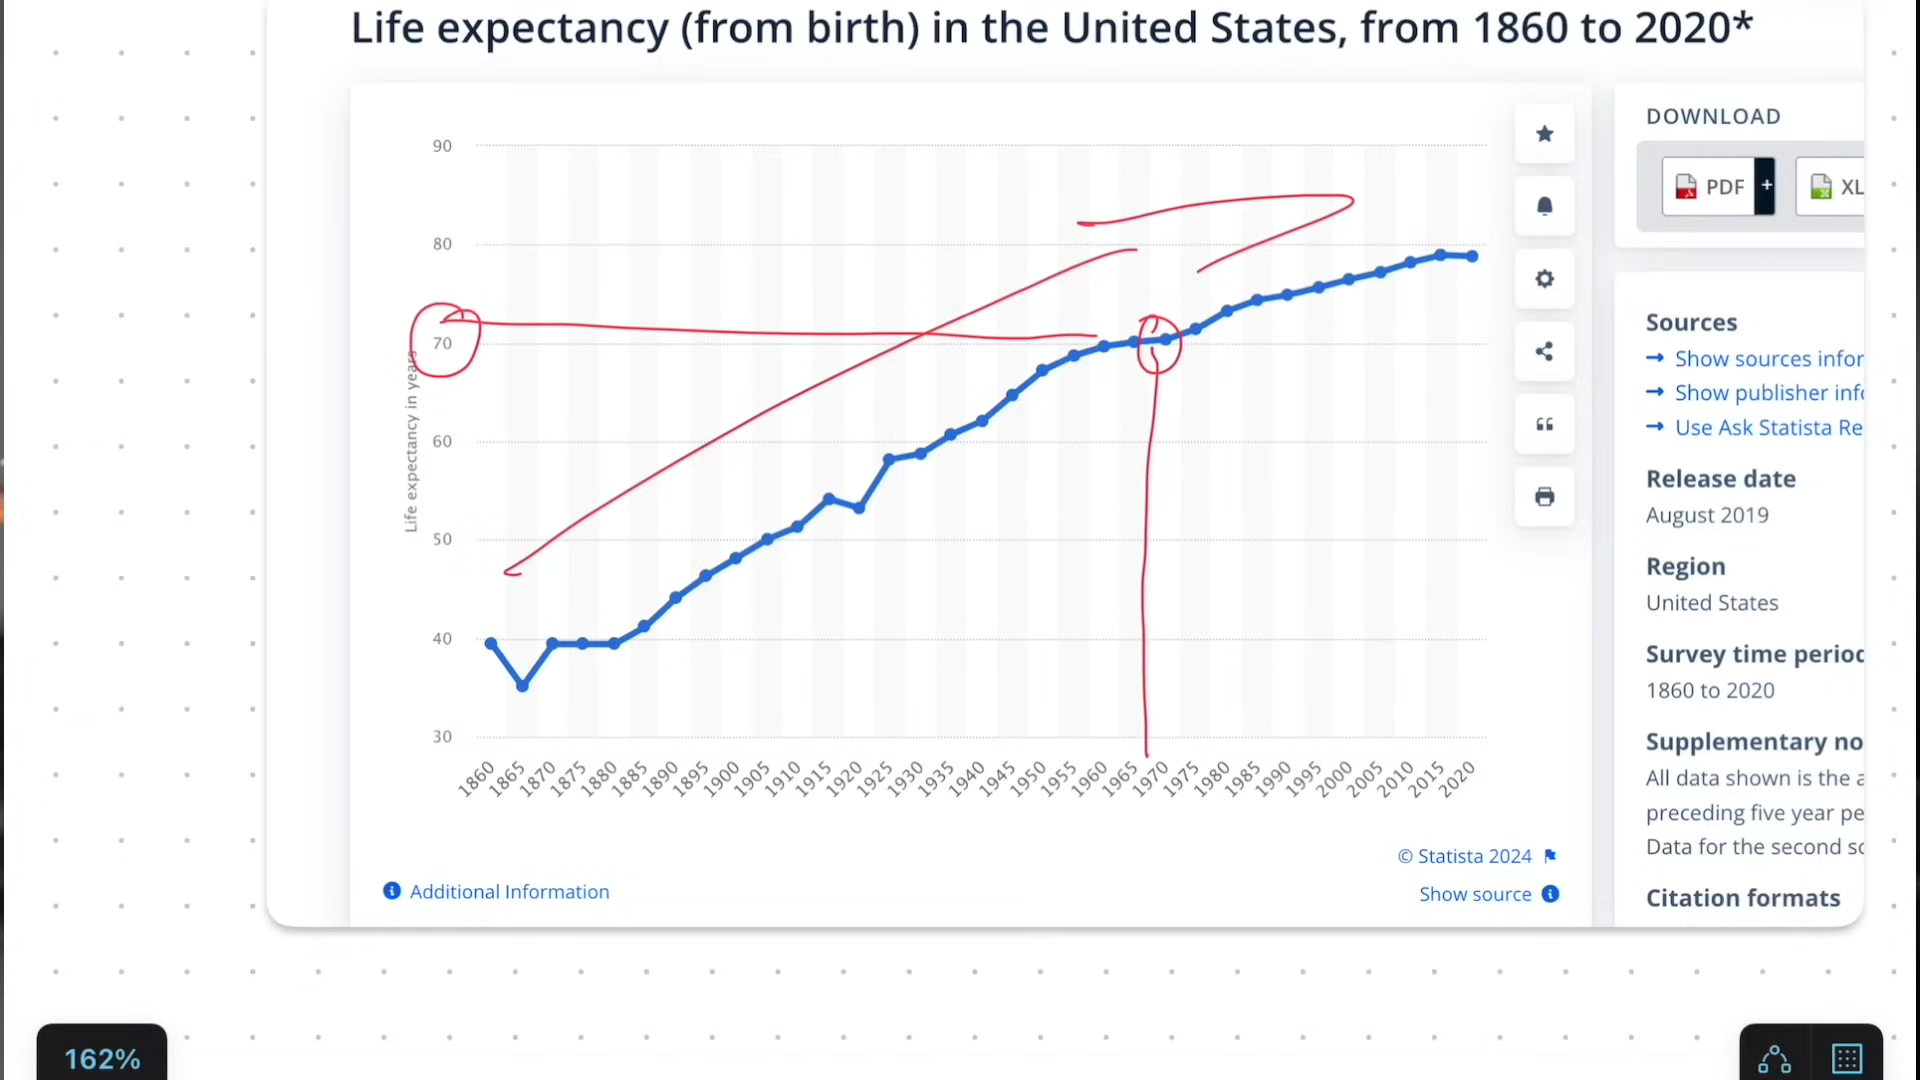 Life expectancy (from birth) in the United States, from 1860 to 2020*
90
80
70
60
50
40
30
Life expectancy in years
1860 1865 1870 1875 1880 1885 1890 1895 1900 1905 1910 1915 1920 1925 1930 1935 1940 1945 1950 1955 1960 1965 1970 1975 1980 1985 1990 1995 2000 2005 2010 2015 2020
© Statista 2024
Additional Information
Show source
DOWNLOAD
PDF +
XL
Sources
→ Show sources infor
→ Show publisher info
→ Use Ask Statista Re
Release date
August 2019
Region
United States
Survey time period
1860 to 2020
Supplementary no
All data shown is the a
preceding five year pe
Data for the second sc
Citation formats
162%